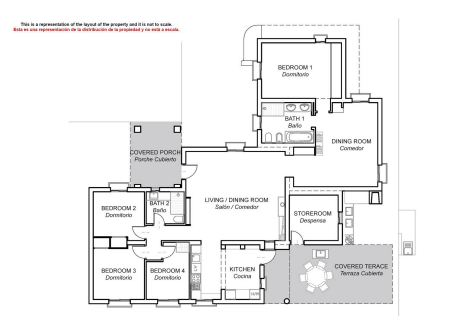 This is a representation of the layout of the property and it is not to scale.
Esta es una representación de la distribución de la propiedad y no está a escala.
BEDROOM 1
Dormitorio
BATH 1
Baño
DINING ROOM
Comedor
COVERED PORCH
Porche Cubierto
BEDROOM 2
Dormitorio
BATH 2
Baño
LIVING / DINING ROOM
Salón / Comedor
STOREROOM
Despensa
BEDROOM 3
Dormitorio
BEDROOM 4
Dormitorio
KITCHEN
Cocina
COVERED TERACE
Terraza Cubierta